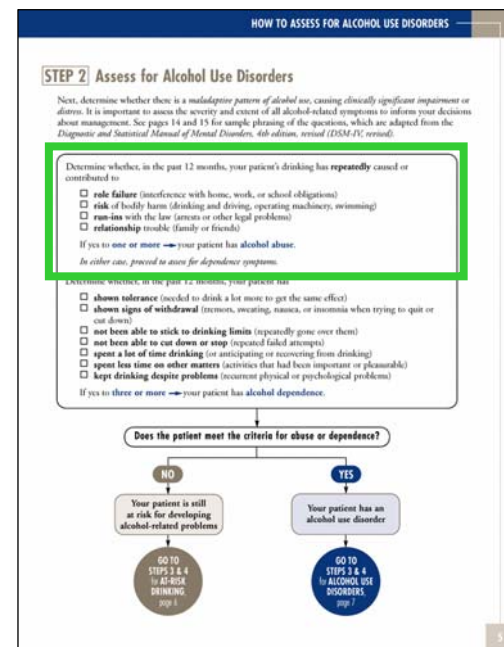 HOW TO ASSESS FOR ALCOHOL USE DISORDERS
STEP 2 Assess for Alcohol Use Disorders
Next, determine whether there is a maladaptive pattern of alcohol use, causing clinically significant impairment or
distress. It is important to assess the severity and extent of all alcohol-related symptoms to inform your decisions
about management. See pages 14 and 15 for sample phrasing of the questions, which are adapted from the
Diagnostic and Statistical Manual of Mental Disorders, 4th edition, revised (DSM-IV, revised).
Determine whether, in the past 12 months, your patient's drinking has repeatedly caused or
contributed to
role failure (interference with home, work, or school obligations)
risk of bodily harm (drinking and driving, operating machinery, swimming)
run-ins with the law (arrests or other legal problems)
relationship trouble (family or friends)
If yes to one or more → your patient has alcohol abuse.
In either case, proceed to assess for dependence symptoms.
Determine whether, in the past 12 months, your patient has
shown tolerance (needed to drink a lot more to get the same effect)
shown signs of withdrawal (tremors, sweating, nausea, or insomnia when trying to quit or
cut down)
not been able to stick to drinking limits (repeatedly gone over them)
not been able to cut down or stop (repeated failed attempts)
spent a lot of time drinking (or anticipating or recovering from drinking)
spent less time on other matters (activities that had been important or pleasurable)
kept drinking despite problems (recurrent physical or psychological problems)
If yes to three or more → your patient has alcohol dependence.
Does the patient meet the criteria for abuse or dependence?
NO
YES
Your patient is still
at risk for developing
alcohol-related problems
Your patient has an
alcohol use disorder
GO TO
STEPS 3 & 4
for AT-RISK
DRINKING,
page 6
GO TO
STEPS 3 & 4
for ALCOHOL USE
DISORDERS,
page 7
5